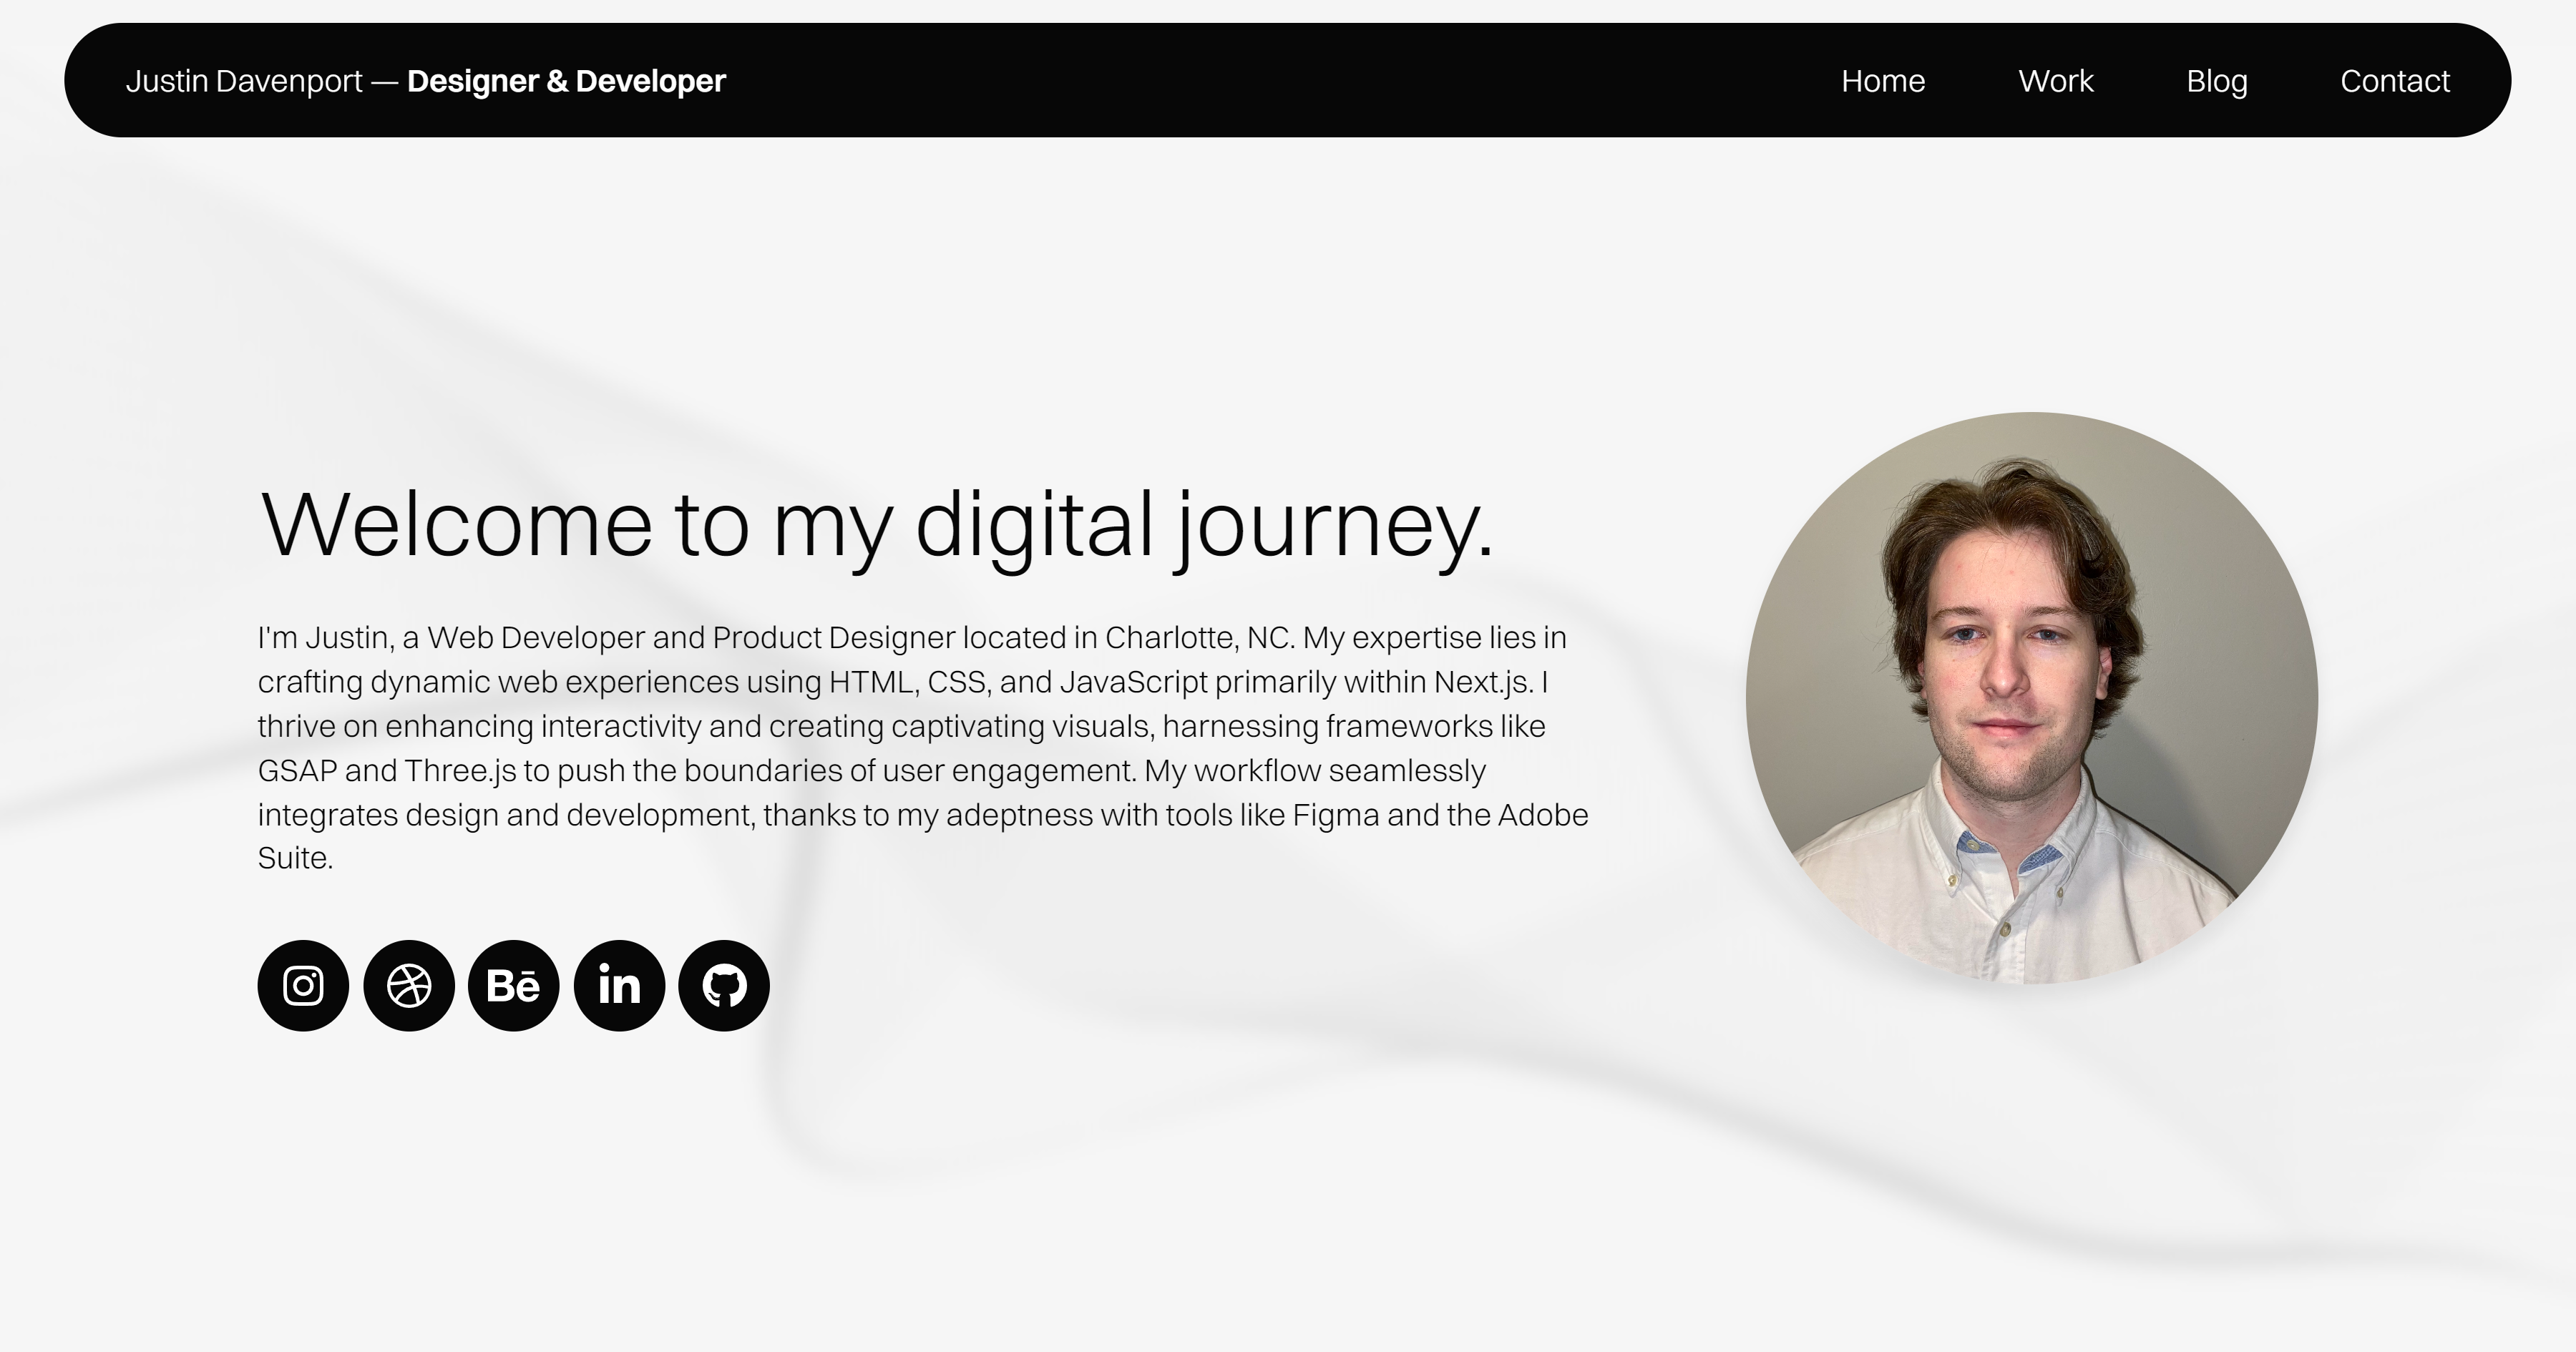 Justin Davenport — Designer & Developer
Home Work Blog Contact
Welcome to my digital journey.
I'm Justin, a Web Developer and Product Designer located in Charlotte, NC. My expertise lies in
crafting dynamic web experiences using HTML, CSS, and JavaScript primarily within Next.js. I
thrive on enhancing interactivity and creating captivating visuals, harnessing frameworks like
GSAP and Three.js to push the boundaries of user engagement. My workflow seamlessly
integrates design and development, thanks to my adeptness with tools like Figma and the Adobe
Suite.
Bē in